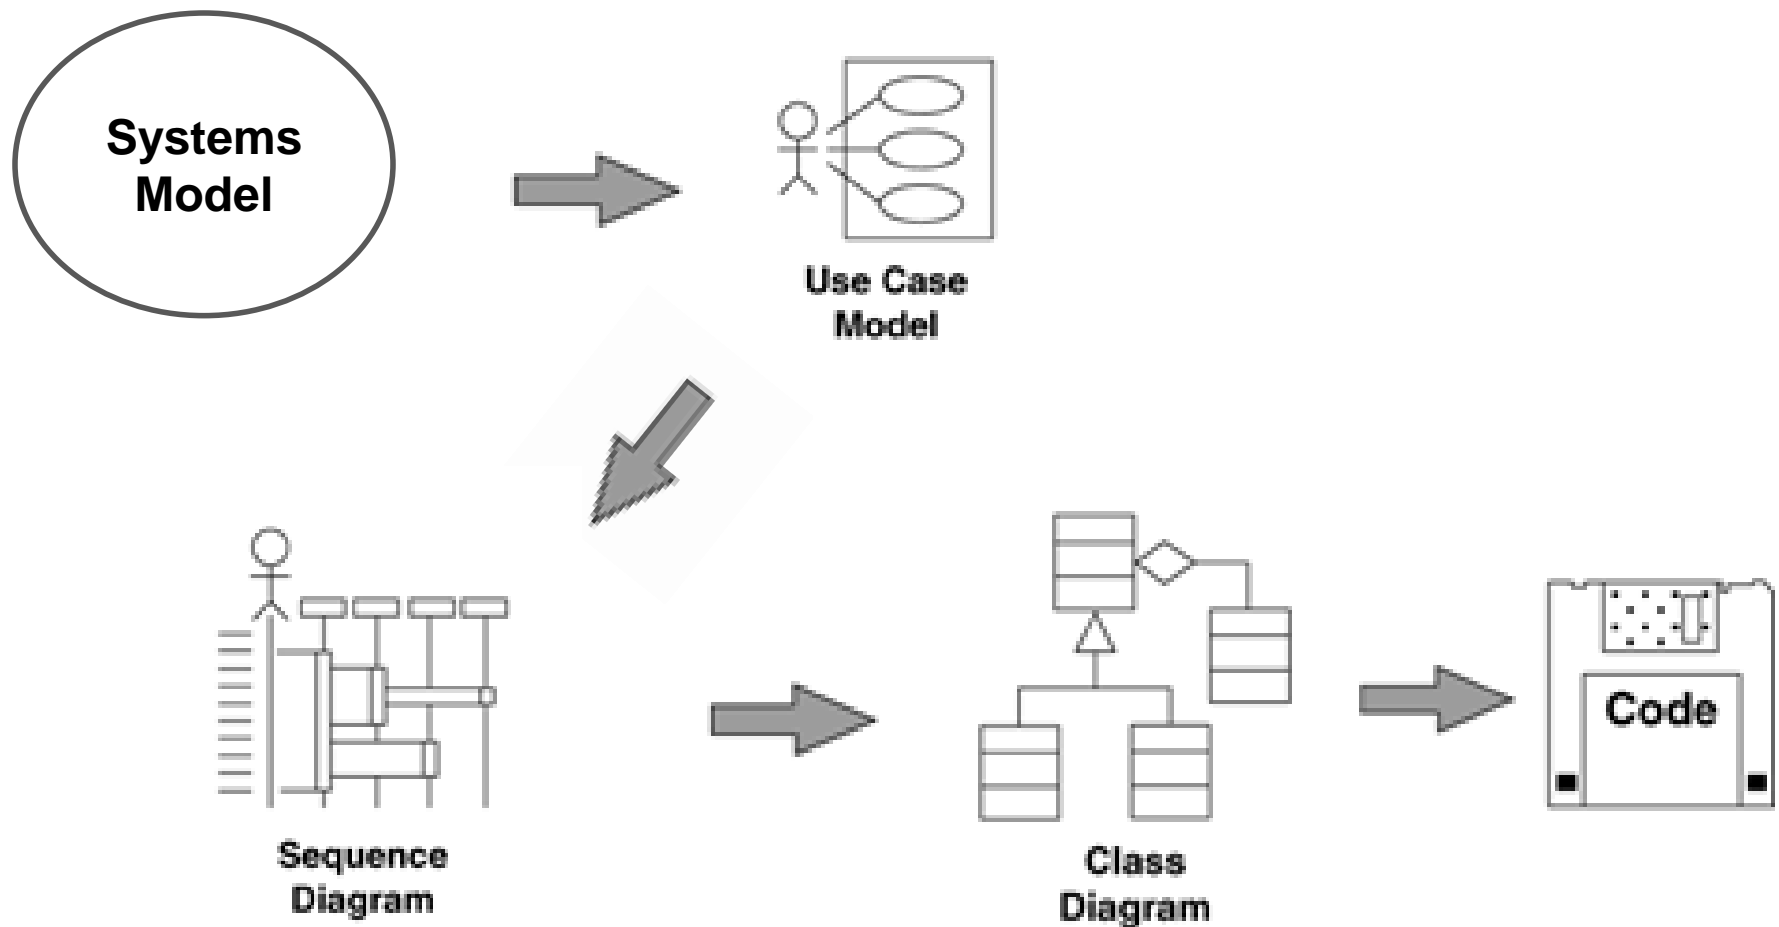 Systems
Model
Use Case
Model
Sequence
Diagram
Class
Diagram
Code